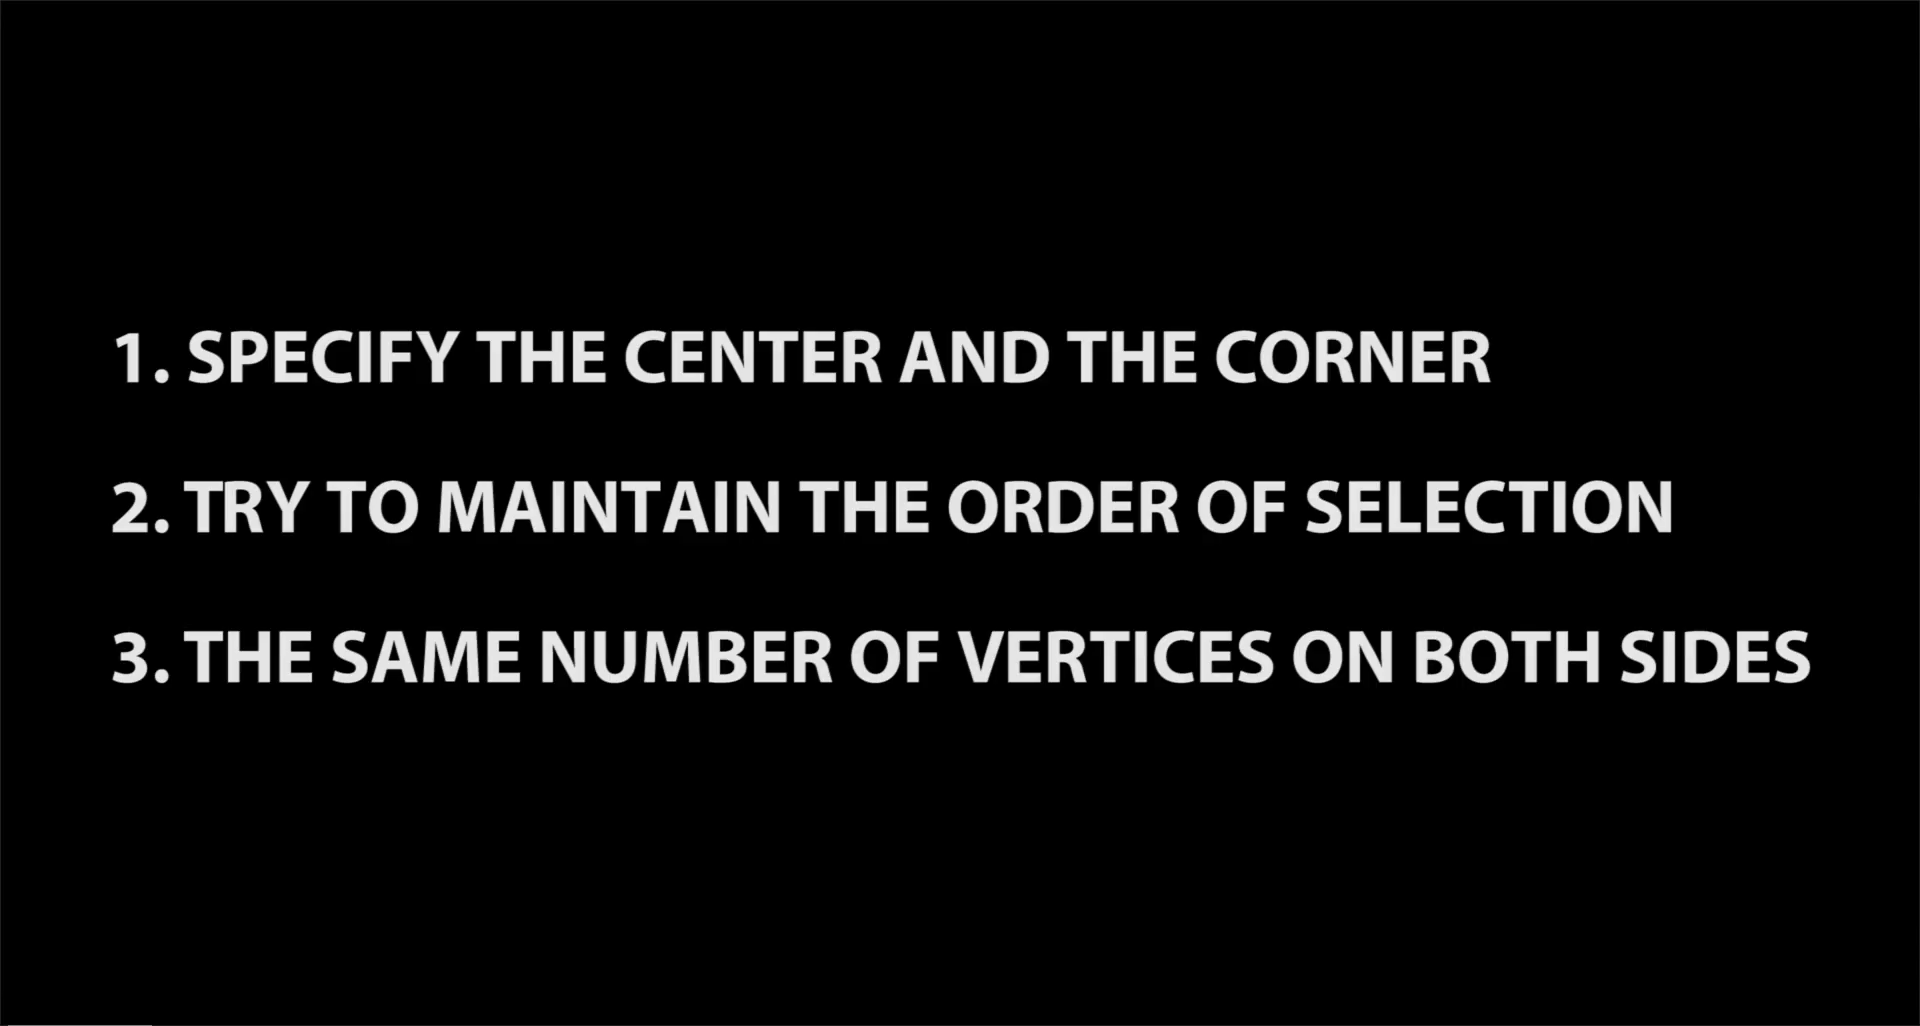 1. SPECIFY THE CENTER AND THE CORNER
2. TRY TO MAINTAIN THE ORDER OF SELECTION
3. THE SAME NUMBER OF VERTICES ON BOTH SIDES